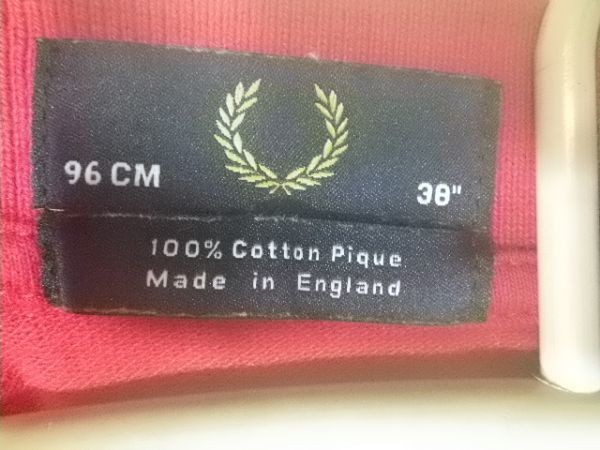 96 CM
38"
100% Cotton Pique
Made in England